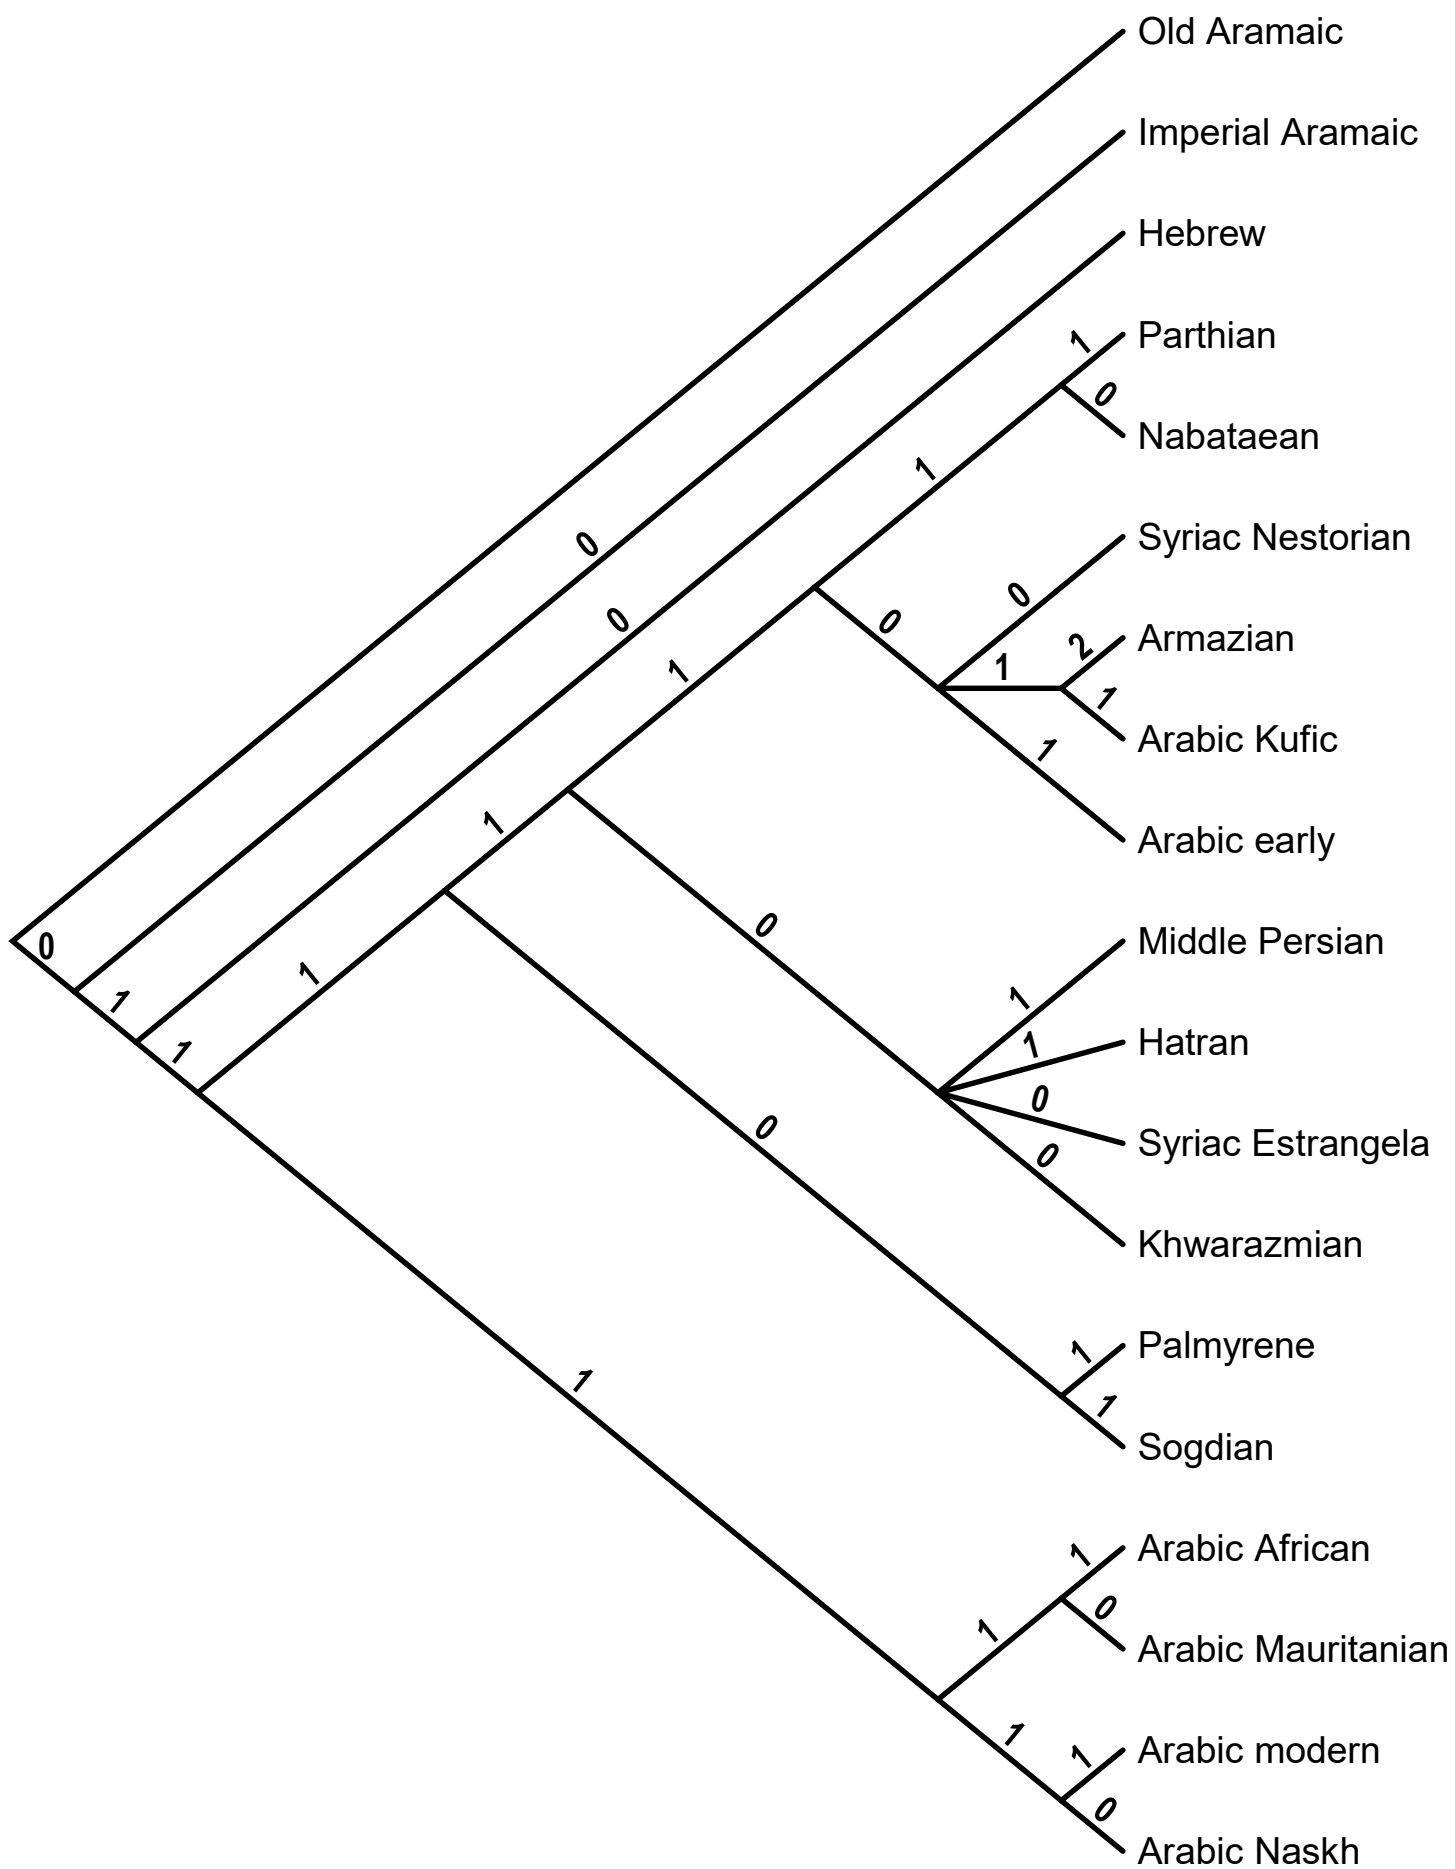 Old Aramaic
Imperial Aramaic
Hebrew
1 Parthian
0
Nabataean
1
Syriac Nestorian
0
0
0
0
2 Armazian
1
1
1
Arabic Kufic
1
Arabic early
1
0
Middle Persian
0
1
1
1
1
Hatran
1
0
0
Syriac Estrangela
0
Khwarazmian
1 Palmyrene
1
1
Sogdian
1 Arabic African
0
1
Arabic Mauritanian
1
1 Arabic modern
0
Arabic Naskh